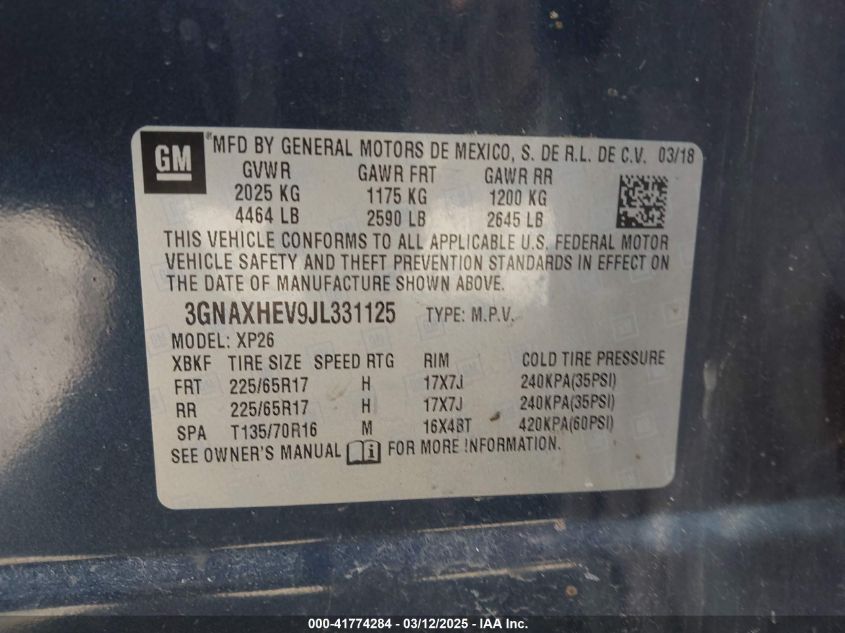 GM
MFD BY GENERAL MOTORS DE MEXICO, S. DE R.L. DE C.V. 03/18
GVWR GAWR FRT GAWR RR
2025 KG 1175 KG 1200 KG
4464 LB 2590 LB 2645 LB
THIS VEHICLE CONFORMS TO ALL APPLICABLE U.S. FEDERAL MOTOR
VEHICLE SAFETY AND THEFT PREVENTION STANDARDS IN EFFECT ON
THE DATE OF MANUFACTURE SHOWN ABOVE.
3GNAXHEV9JL331125 TYPE: M.P.V.
MODEL: XP26
XBKF TIRE SIZE SPEED RTG RIM COLD TIRE PRESSURE
FRT 225/65R17 H 17X7J 240KPA(35PSI)
RR 225/65R17 H 17X7J 240KPA(35PSI)
SPA T135/70R16 M 16X4BT 420KPA(60PSI)
SEE OWNER'S MANUAL FOR MORE INFORMATION.
000-41774284 - 03/12/2025 - IAA Inc.